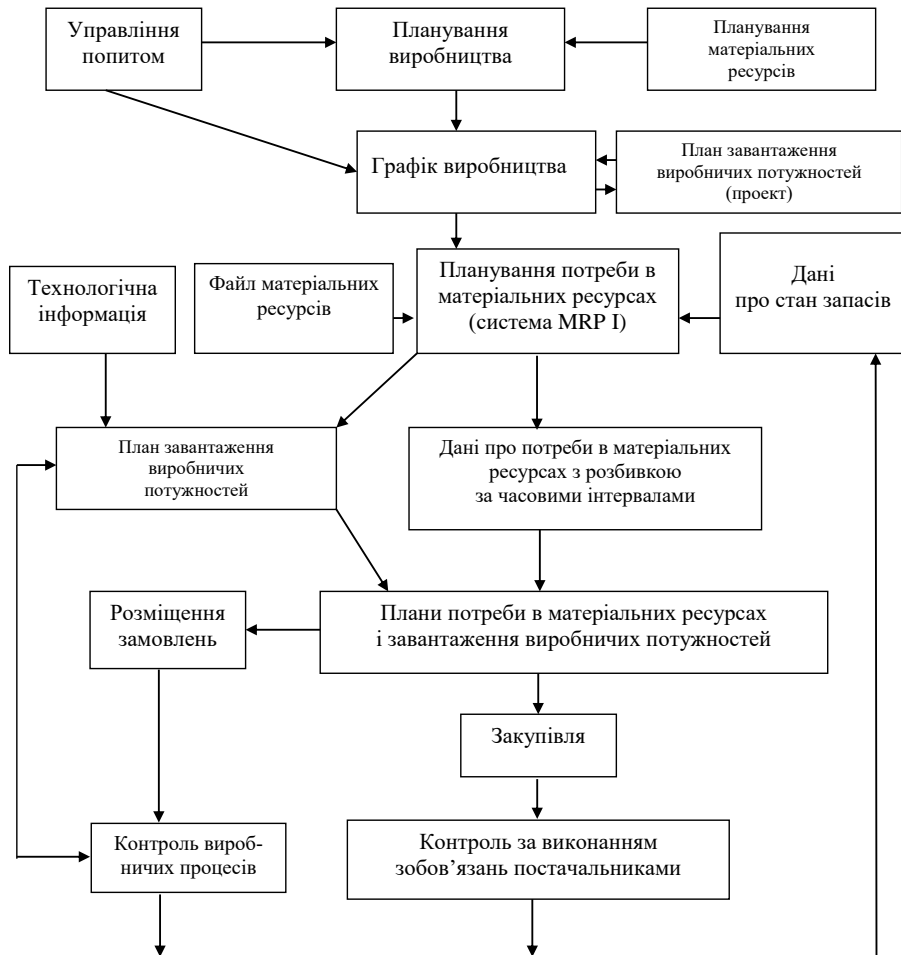 Управління
попитом
Планування
виробництва
Планування
матеріальних
ресурсів
Графік виробництва
План завантаження
виробничих потужностей
(проект)
Технологічна
інформація
Файл матеріальних
ресурсів
Планування потреби в
матеріальних ресурсах
(система MRP I)
Дані
про стан запасів
План завантаження
виробничих
потужностей
Дані про потреби в матеріальних
ресурсах з розбивкою
за часовими інтервалами
Розміщення
замовлень
Плани потреби в матеріальних ресурсах
і завантаження виробничих потужностей
Закупівля
Контроль вироб-
ничих процесів
Контроль за виконанням
зобов’язань постачальниками